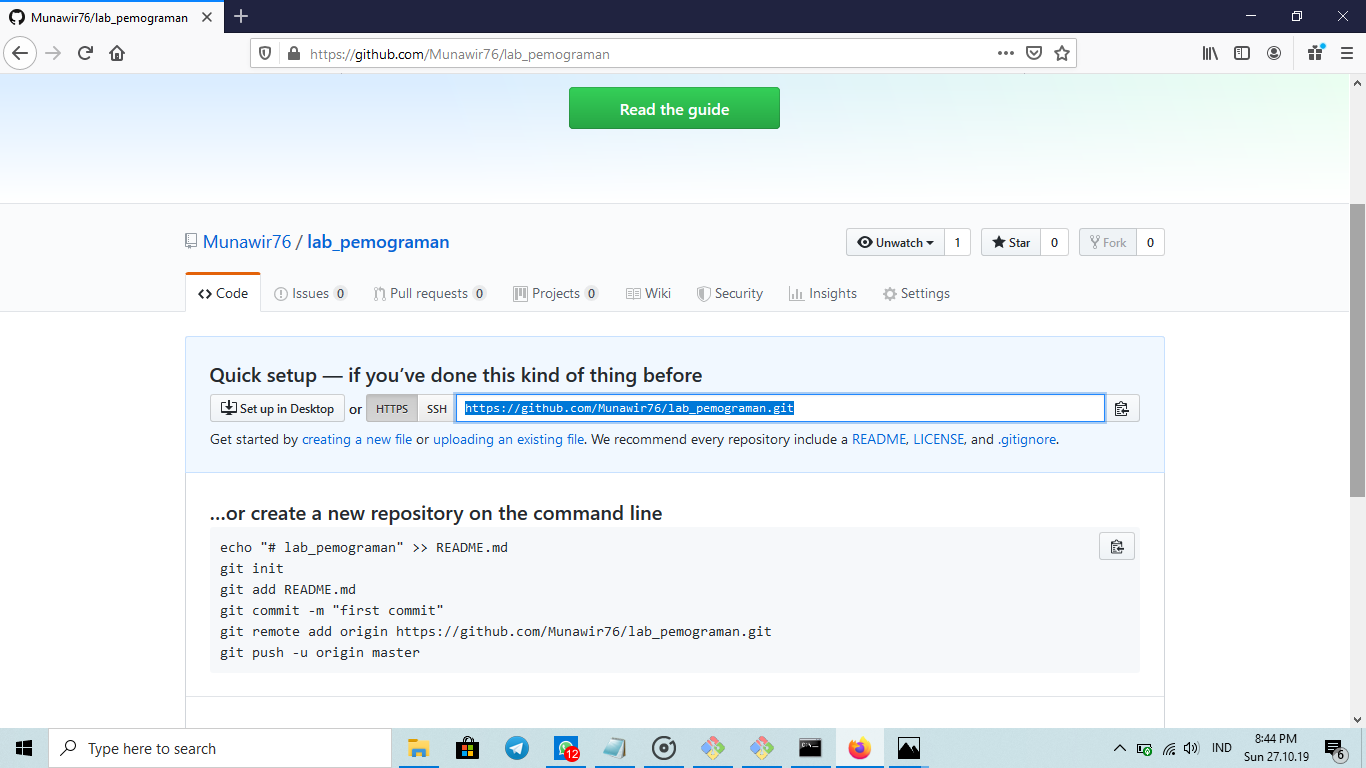 Munawir76/lab_pemograman
https://github.com/Munawir76/lab_pemograman
Read the guide
Munawir76 / lab_pemograman
Unwatch 1 Star 0 Fork 0
Code Issues 0 Pull requests 0 Projects 0 Wiki Security Insights Settings
Quick setup — if you’ve done this kind of thing before
Set up in Desktop or HTTPS SSH https://github.com/Munawir76/lab_pemograman.git
Get started by creating a new file or uploading an existing file. We recommend every repository include a README, LICENSE, and .gitignore.
…or create a new repository on the command line
echo "# lab_pemograman" >> README.md
git init
git add README.md
git commit -m "first commit"
git remote add origin https://github.com/Munawir76/lab_pemograman.git
git push -u origin master
Type here to search
12
IND
8:44 PM
Sun 27.10.19
6